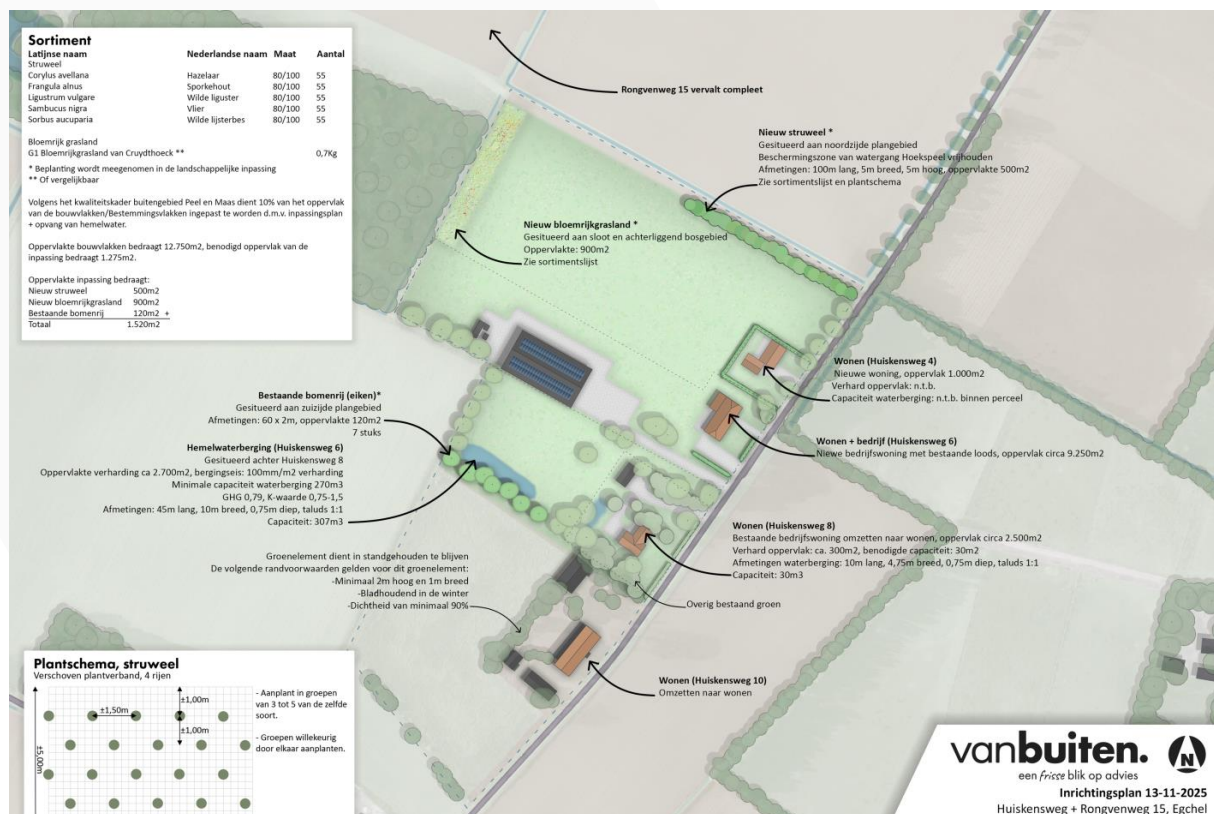 Sortiment
Latijnse naam Nederlandse naam Maat Aantal
Struweel
Corylus avellana Hazelaar 80/100 55
Frangula alnus Sporkehout 80/100 55
Ligustrum vulgare Wilde liguster 80/100 55
Sambucus nigra Vlier 80/100 55
Sorbus aucuparia Wilde lijsterbes 80/100 55
Bloemrijk grasland
G1 Bloemrijkgrasland van Cruydthoeck ** 0,7Kg
* Beplanting wordt meegenomen in de landschappelijke inpassing
** Of vergelijkbaar
Volgens het kwaliteitskader buitengebied Peel en Maas dient 10% van het oppervlak
van de bouwvlakken/Bestemmingsvlakken ingepast te worden d.m.v. inpassingsplan
+ opvang van hemelwater.
Oppervlakte bouwvlakken bedraagt 12.750m2, benodigd oppervlak van de
inpassing bedraagt 1.275m2.
Oppervlakte inpassing bedraagt:
Nieuw struweel 500m2
Nieuw bloemrijkgrasland 900m2
Bestaande bomenrij 120m2 +
Totaal 1.520m2
Rongvenweg 15 vervalt compleet
Nieuw struweel *
Gesitueerd aan noordzijde plangebied
Beschermingszone van watergang Hoekspeel vrijhouden
Afmetingen: 100m lang, 5m breed, 5m hoog, oppervlakte 500m2
Zie sortimentslijst en plantschema
Nieuw bloemrijkgrasland *
Gesitueerd aan sloot en achterliggend bosgebied
Oppervlakte: 900m2
Zie sortimentslijst
Wonen (Huiskensweg 4)
Nieuwe woning, oppervlak 1.000m2
Verhard oppervlak: n.t.b.
Capaciteit waterberging: n.t.b. binnen perceel
Bestaande bomenrij (eiken)*
Gesitueerd aan zuizijde plangebied
Afmetingen: 60 x 2m, oppervlakte 120m2
7 stuks
Wonen + bedrijf (Huiskensweg 6)
Niewe bedrijfswoning met bestaande loods, oppervlak circa 9.250m2
Hemelwaterberging (Huiskensweg 6)
Gesitueerd achter Huiskensweg 8
Oppervlakte verharding ca 2.700m2, bergingseis: 100mm/m2 verharding
Minimale capaciteit waterberging 270m3
GHG 0,79, K-waarde 0,75-1,5
Afmetingen: 45m lang, 10m breed, 0,75m diep, taluds 1:1
Capaciteit: 307m3
Wonen (Huiskensweg 8)
Bestaande bedrijfswoning omzetten naar wonen, oppervlak circa 2.500m2
Verhard oppervlak: ca. 300m2, benodigde capaciteit: 30m2
Afmetingen waterberging: 10m lang, 4,75m breed, 0,75m diep, taluds 1:1
Capaciteit: 30m3
Groenelement dient in standgehouden te blijven
De volgende randvoorwaarden gelden voor dit groenelement:
-Minimaal 2m hoog en 1m breed
-Bladhoudend in de winter
-Dichtheid van minimaal 90%
Overig bestaand groen
Wonen (Huiskensweg 10)
Omzetten naar wonen
Plantschema, struweel
Verschoven plantverband, 4 rijen
±1,50m
±1,00m
±1,00m
±5,00m
- Aanplant in groepen
van 3 tot 5 van de zelfde
soort.
- Groepen willekeurig
door elkaar aanplanten.
vanbuiten.
een frisse blik op advies
N
Inrichtingsplan 13-11-2025
Huiskensweg + Rongvenweg 15, Egchel